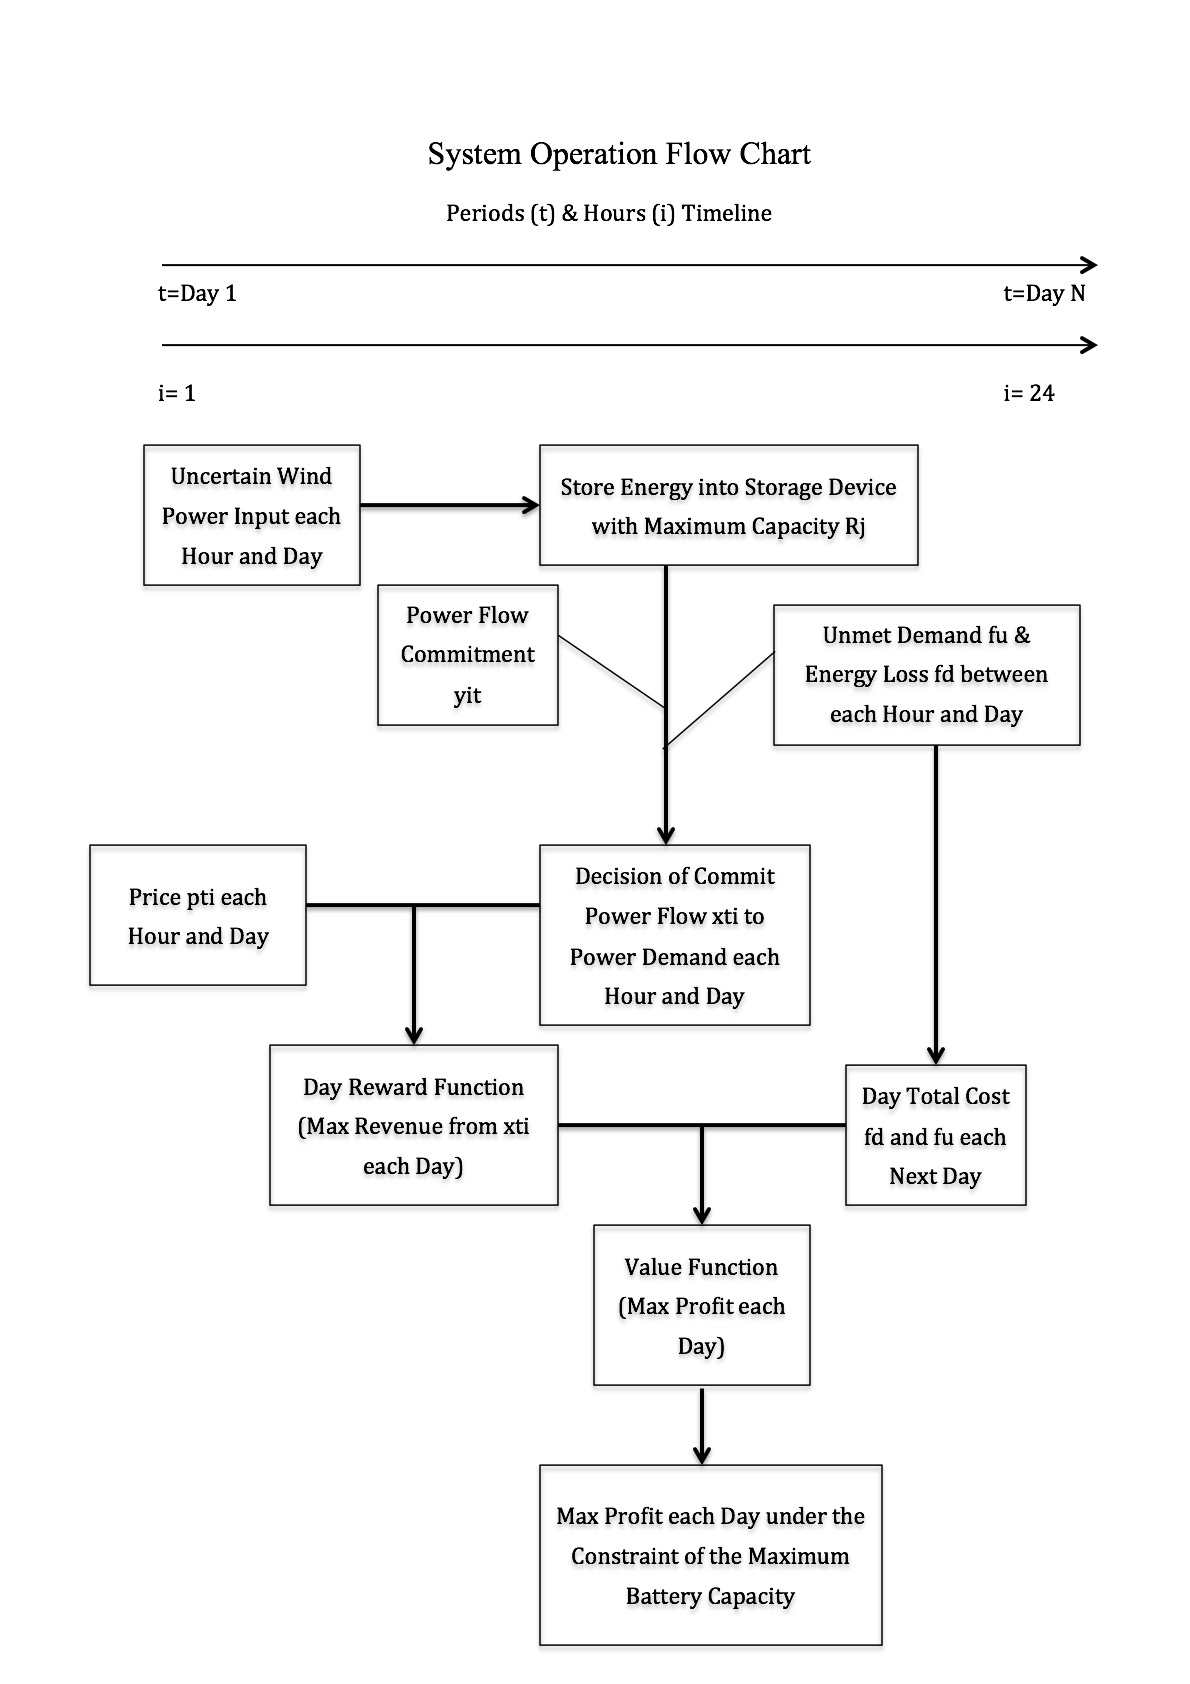 System Operation Flow Chart
Periods (t) & Hours (i) Timeline
t=Day 1
t=Day N
i= 1
i= 24
Uncertain Wind
Power Input each
Hour and Day
Store Energy into Storage Device
with Maximum Capacity Rj
Power Flow
Commitment
yit
Unmet Demand fu &
Energy Loss fd between
each Hour and Day
Price pti each
Hour and Day
Decision of Commit
Power Flow xti to
Power Demand each
Hour and Day
Day Reward Function
(Max Revenue from xti
each Day)
Day Total Cost
fd and fu each
Next Day
Value Function
(Max Profit each
Day)
Max Profit each Day under the
Constraint of the Maximum
Battery Capacity